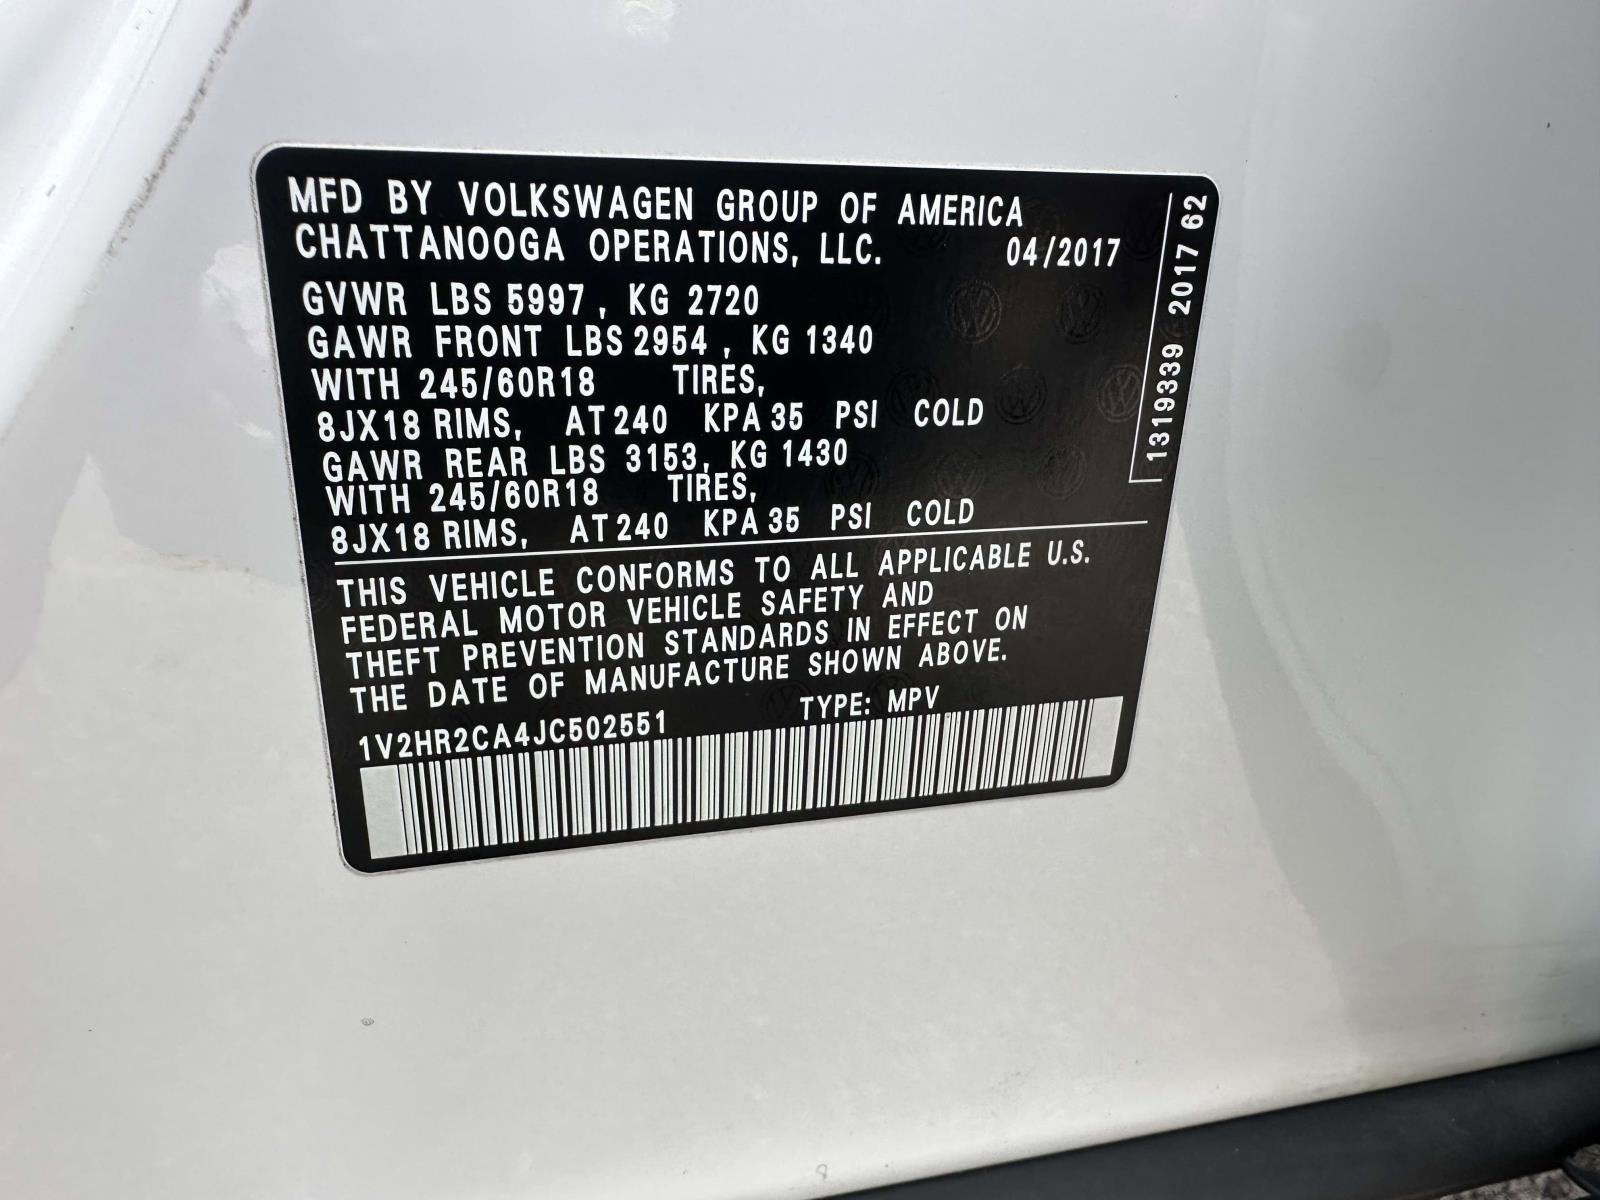 MFD BY VOLKSWAGEN GROUP OF AMERICA
CHATTANOOGA OPERATIONS, LLC. 04/2017
GVWR LBS 5997, KG 2720
GAWR FRONT LBS 2954, KG 1340
WITH 245/60R18 TIRES,
8JX18 RIMS, AT 240 KPA 35 PSI COLD
GAWR REAR LBS 3153, KG 1430
WITH 245/60R18 TIRES,
8JX18 RIMS, AT 240 KPA 35 PSI COLD
THIS VEHICLE CONFORMS TO ALL APPLICABLE U.S.
FEDERAL MOTOR VEHICLE SAFETY AND
THEFT PREVENTION STANDARDS IN EFFECT ON
THE DATE OF MANUFACTURE SHOWN ABOVE.
1V2HR2CA4JC502551 TYPE: MPV
1319339 2017 62